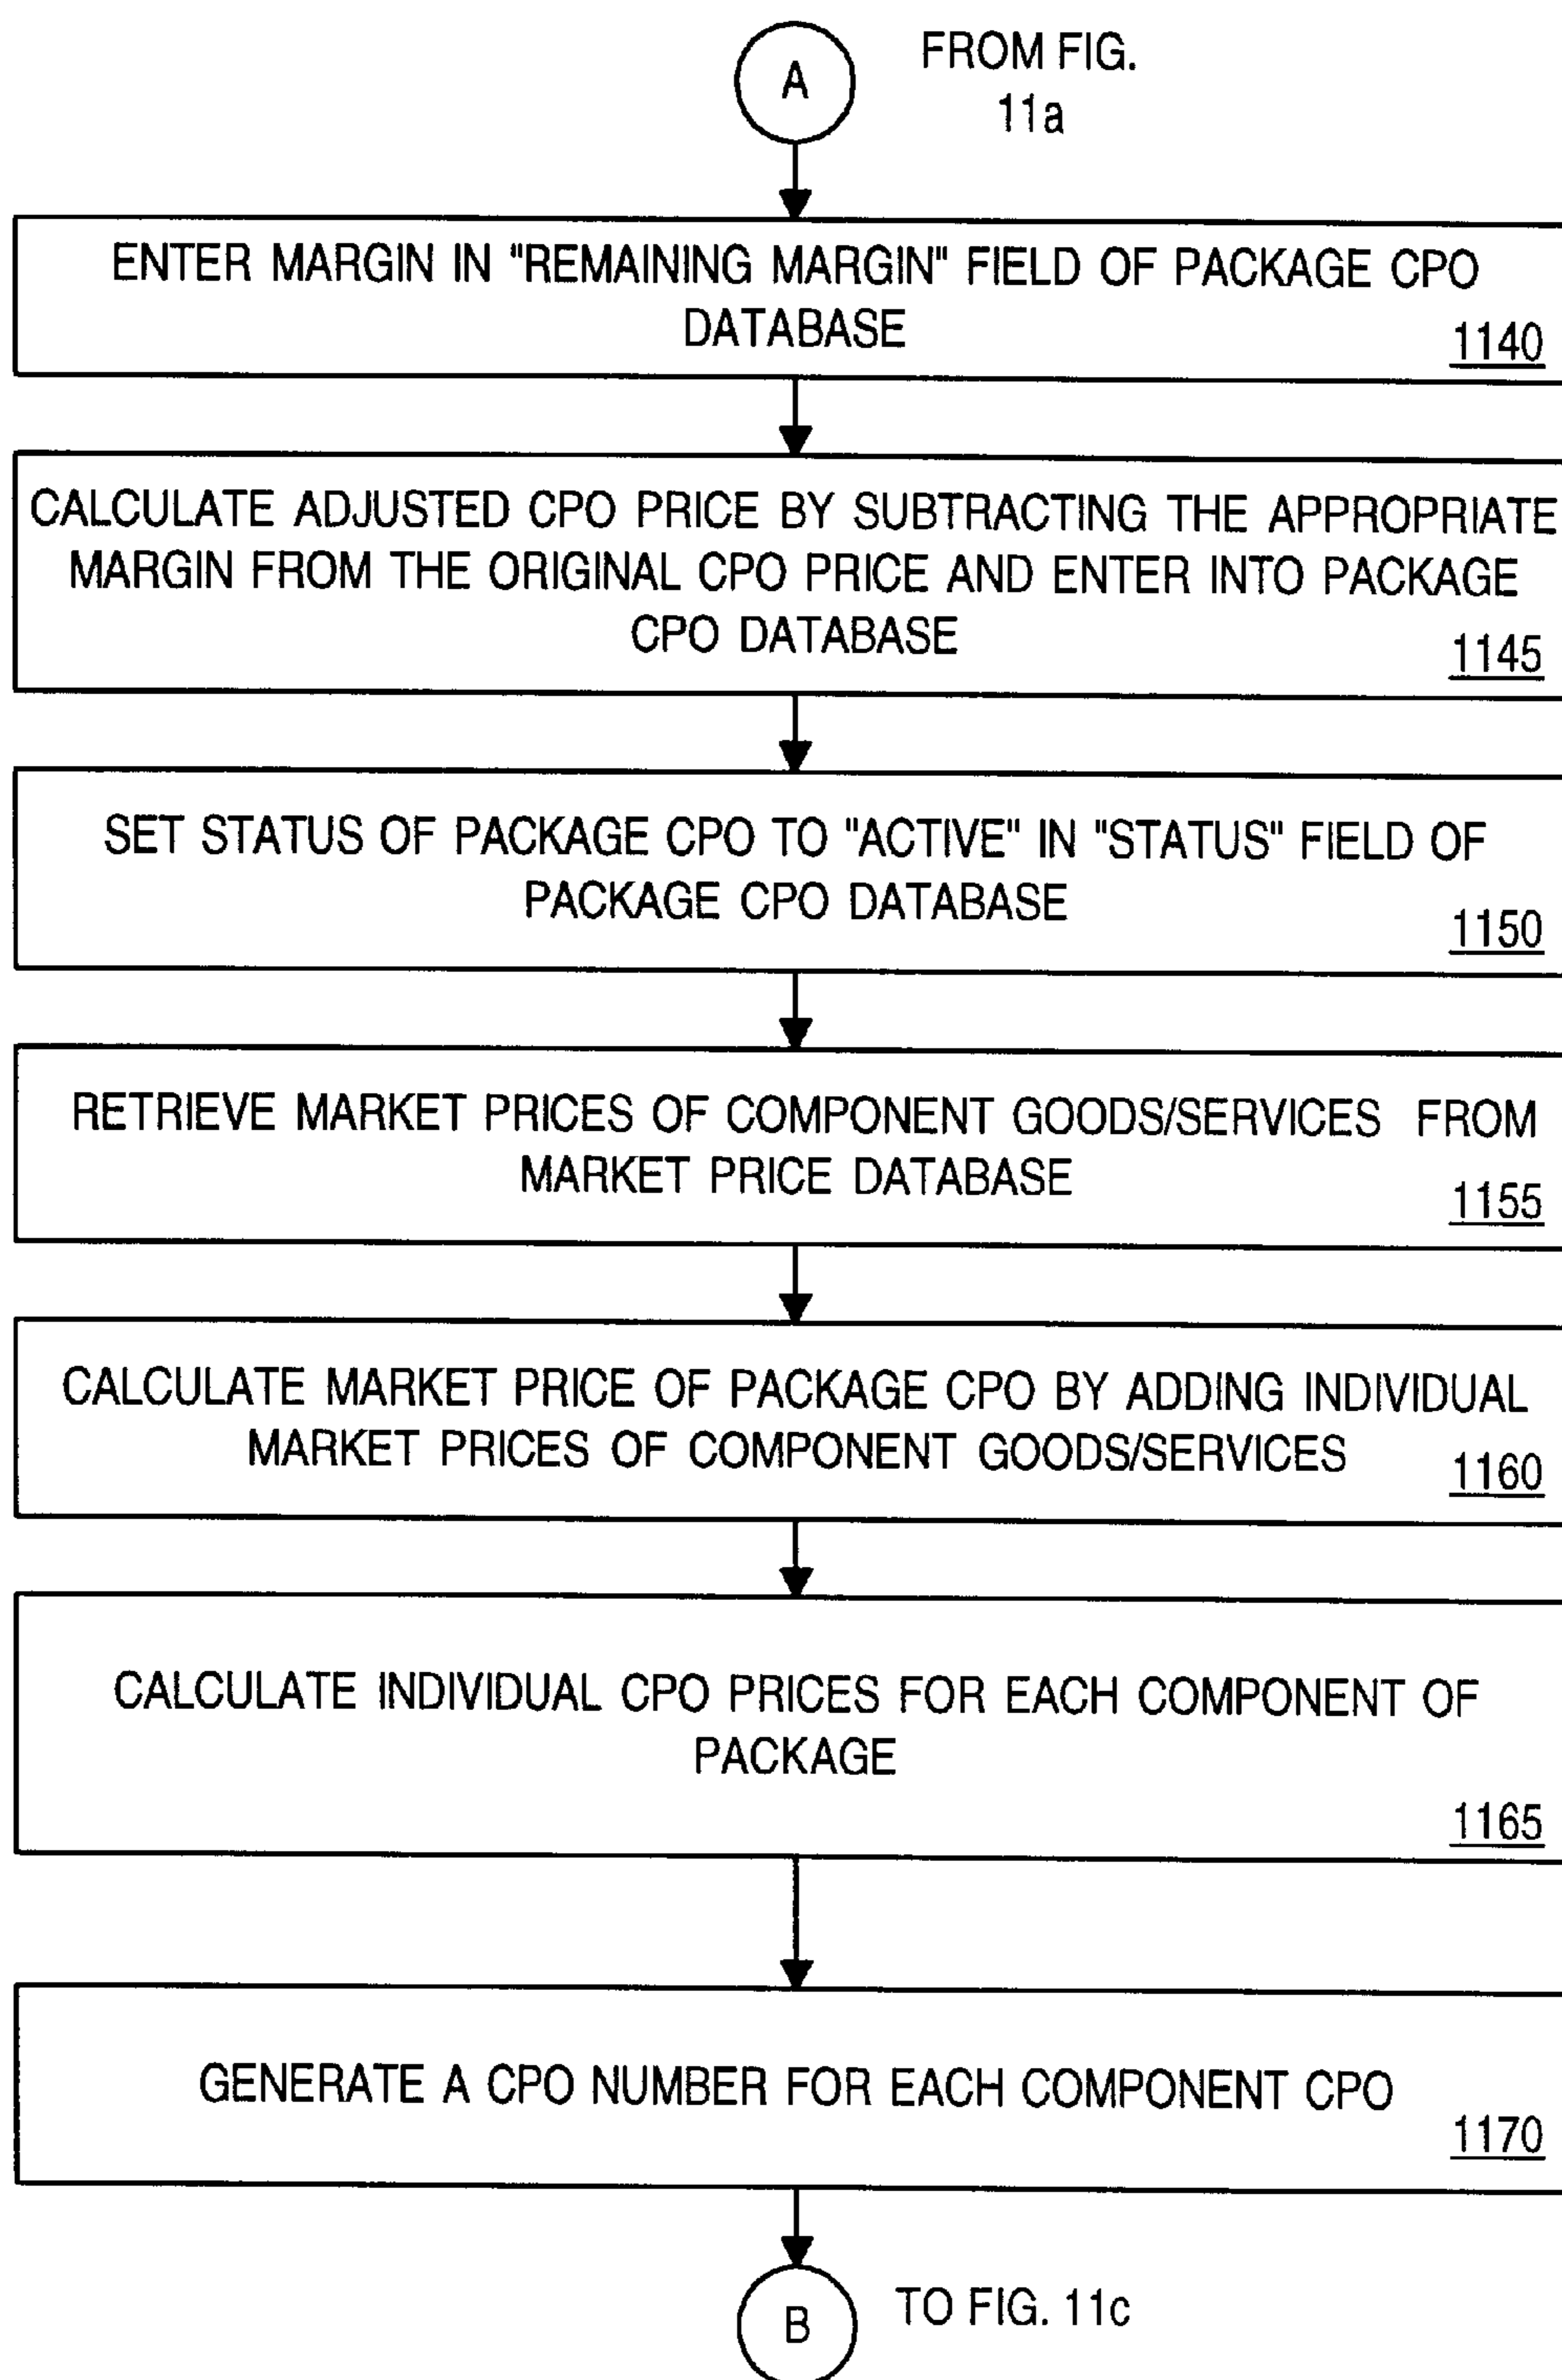 A
FROM FIG.
11a
ENTER MARGIN IN "REMAINING MARGIN" FIELD OF PACKAGE CPO
DATABASE
1140
CALCULATE ADJUSTED CPO PRICE BY SUBTRACTING THE APPROPRIATE
MARGIN FROM THE ORIGINAL CPO PRICE AND ENTER INTO PACKAGE
CPO DATABASE
1145
SET STATUS OF PACKAGE CPO TO "ACTIVE" IN "STATUS" FIELD OF
PACKAGE CPO DATABASE
1150
RETRIEVE MARKET PRICES OF COMPONENT GOODS/SERVICES FROM
MARKET PRICE DATABASE
1155
CALCULATE MARKET PRICE OF PACKAGE CPO BY ADDING INDIVIDUAL
MARKET PRICES OF COMPONENT GOODS/SERVICES
1160
CALCULATE INDIVIDUAL CPO PRICES FOR EACH COMPONENT OF
PACKAGE
1165
GENERATE A CPO NUMBER FOR EACH COMPONENT CPO
1170
B
TO FIG. 11c